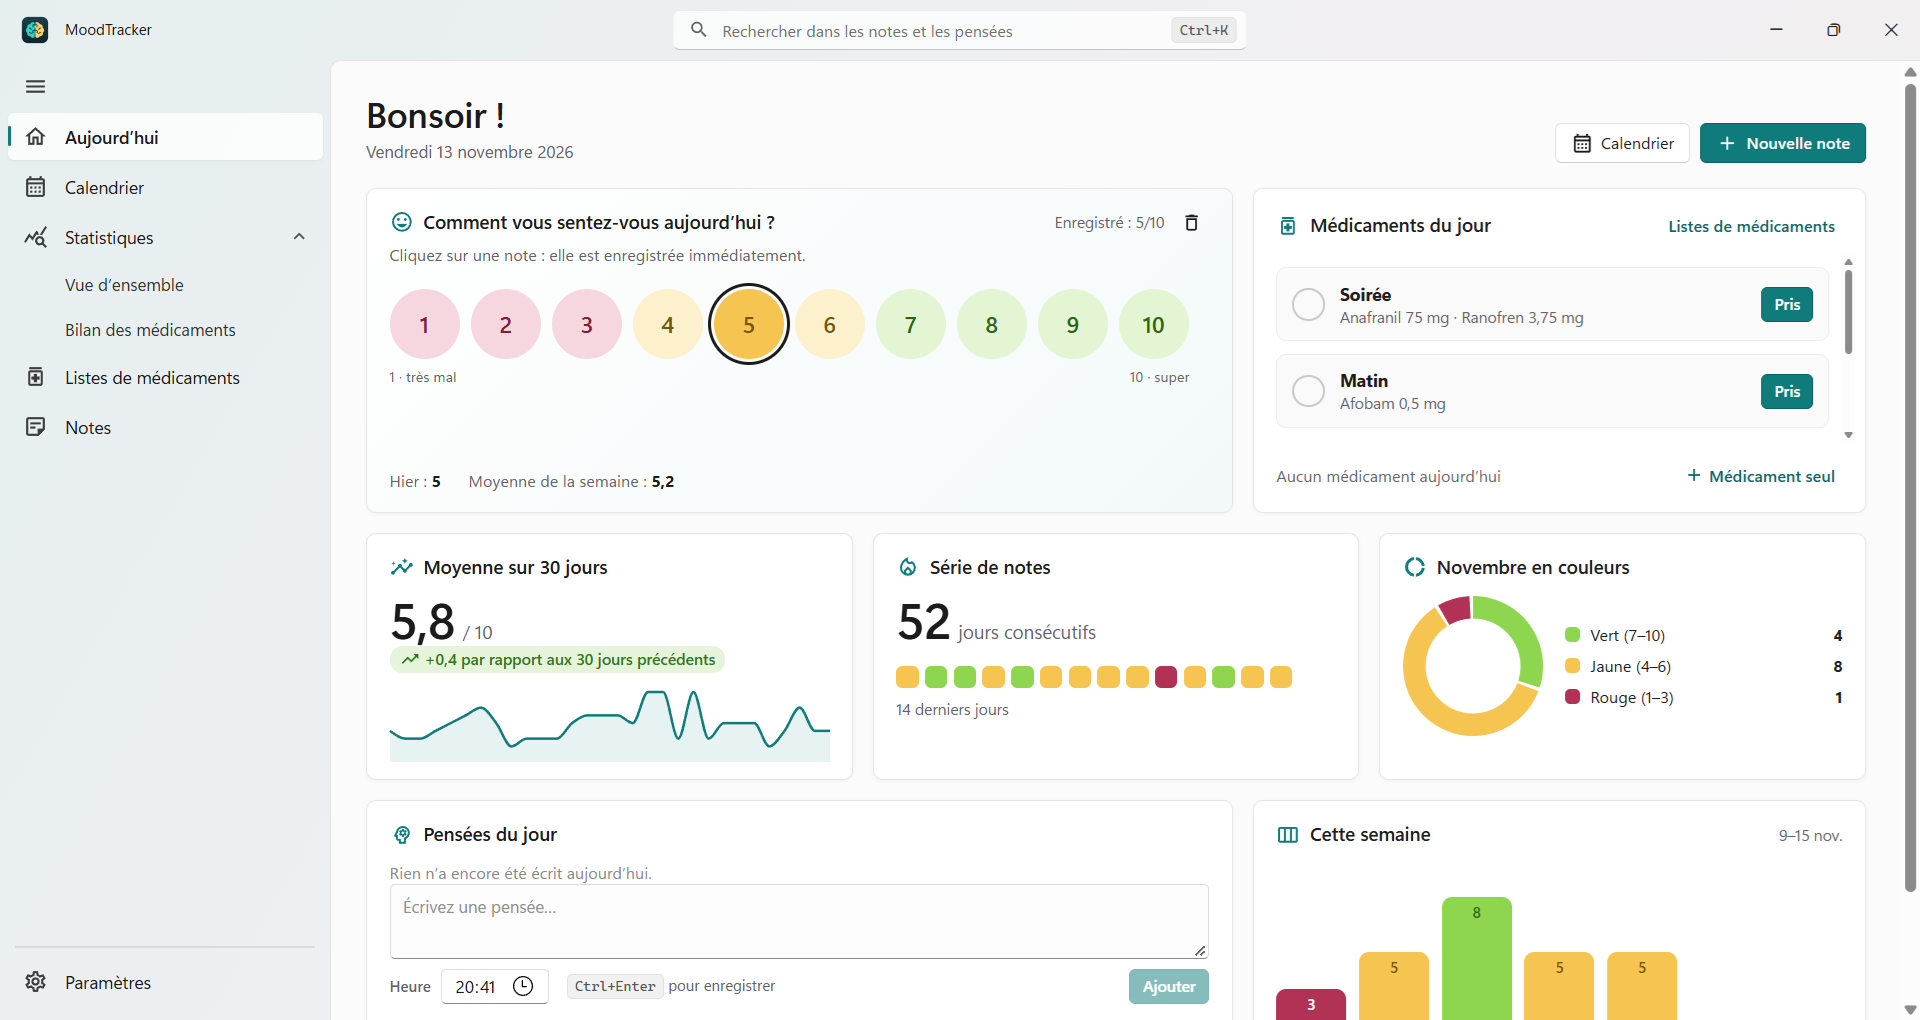 MoodTracker
Rechercher dans les notes et les pensées
Ctrl+K
Aujourd’hui
Calendrier
Statistiques
Vue d’ensemble
Bilan des médicaments
Listes de médicaments
Notes
Paramètres
Bonsoir !
Vendredi 13 novembre 2026
Calendrier
Nouvelle note
Comment vous sentez-vous aujourd’hui ?
Enregistré : 5/10
Cliquez sur une note : elle est enregistrée immédiatement.
1 2 3 4 5 6 7 8 9 10
1 · très mal
10 · super
Hier : 5
Moyenne de la semaine : 5,2
Médicaments du jour
Listes de médicaments
Soirée
Anafranil 75 mg · Ranofren 3,75 mg
Pris
Matin
Afobam 0,5 mg
Pris
Aucun médicament aujourd’hui
Médicament seul
Moyenne sur 30 jours
5,8 / 10
+0,4 par rapport aux 30 jours précédents
Série de notes
52 jours consécutifs
14 derniers jours
Novembre en couleurs
Vert (7–10) 4
Jaune (4–6) 8
Rouge (1–3) 1
Pensées du jour
Rien n’a encore été écrit aujourd’hui.
Écrivez une pensée...
Heure 20:41
Ctrl+Enter pour enregistrer
Ajouter
Cette semaine
9–15 nov.
3 5 8 5 5